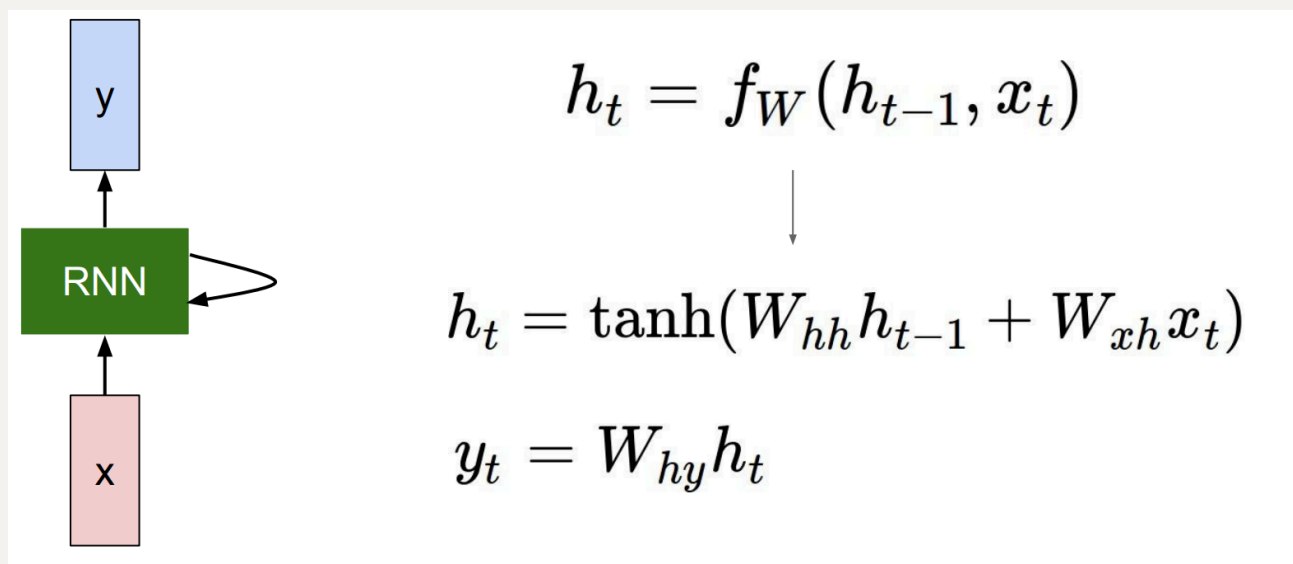 y
RNN
x
h_t = f_W(h_{t-1}, x_t)
h_t = tanh(W_{hh}h_{t-1} + W_{xh}x_t)
y_t = W_{hy}h_t